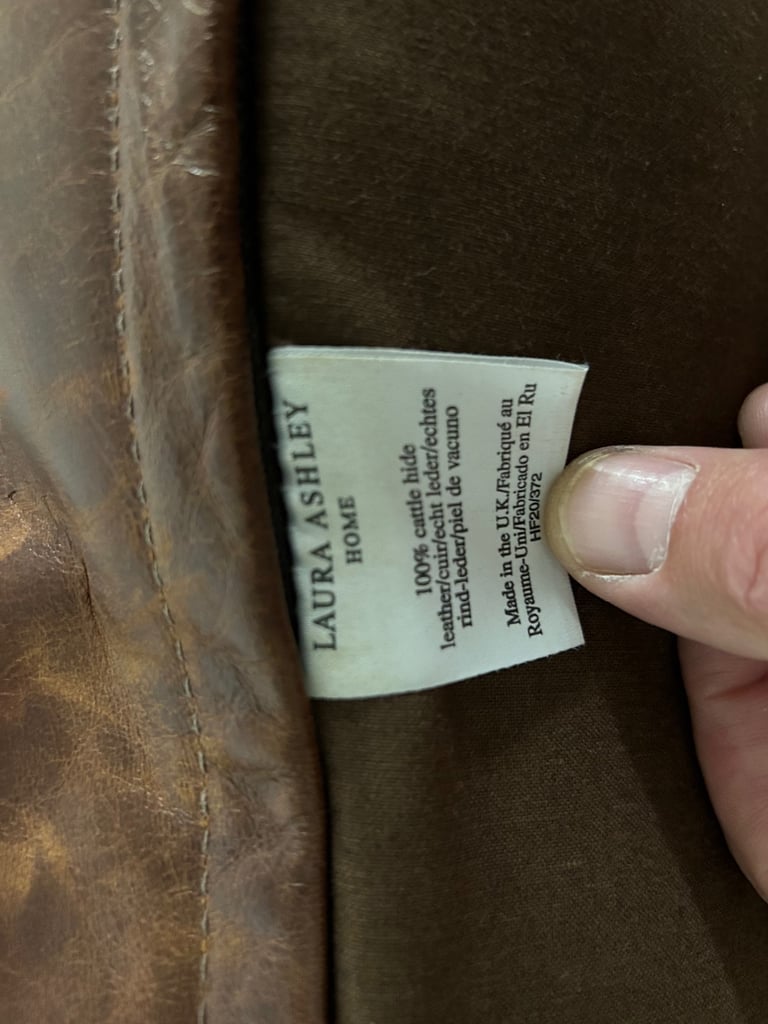 LAURA ASHLEY
HOME
100% cattle hide
leather/cuir/echt leder/echtes
rind-leder/piel de vacuno
Made in the U.K./Fabriqué au
Royaume-Uni/Fabricado en El Ru
HF20/372